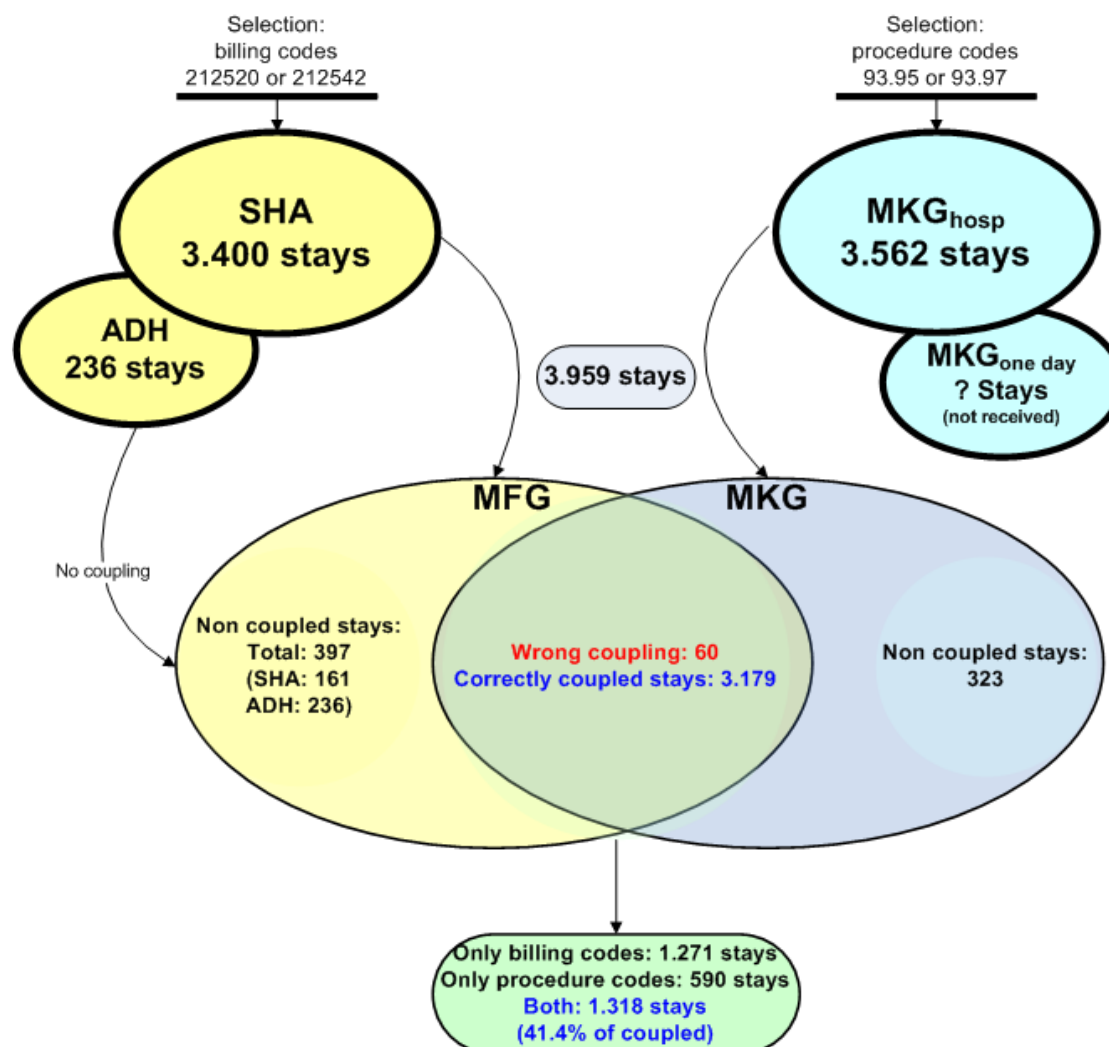 Selection:
billing codes
212520 or 212542
Selection:
procedure codes
93.95 or 93.97
SHA
3.400 stays
MKGhosp
3.562 stays
ADH
236 stays
MKGone day
? Stays
(not received)
3.959 stays
MFG
MKG
No coupling
Non coupled stays:
Total: 397
(SHA: 161
ADH: 236)
Wrong coupling: 60
Correctly coupled stays: 3.179
Non coupled stays:
323
Only billing codes: 1.271 stays
Only procedure codes: 590 stays
Both: 1.318 stays
(41.4% of coupled)